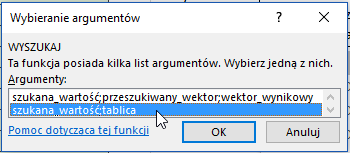 Wybieranie argumentów
WYSZUKAJ
Ta funkcja posiada kilka list argumentów. Wybierz jedną z nich.
Argumenty:
szukana_wartość;przeszukiwany_wektor;wektor_wynikowy
szukana_wartość;tablica
Pomoc dotycząca tej funkcji
OK
Anuluj